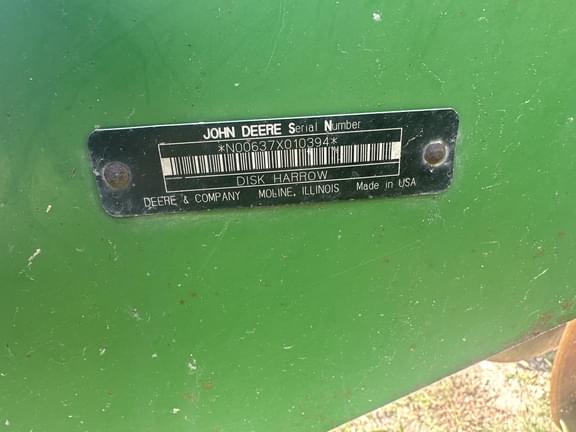 JOHN DEERE Serial Number
*N00637X010394*
DISK HARROW
DEERE & COMPANY MOLINE, ILLINOIS Made in USA